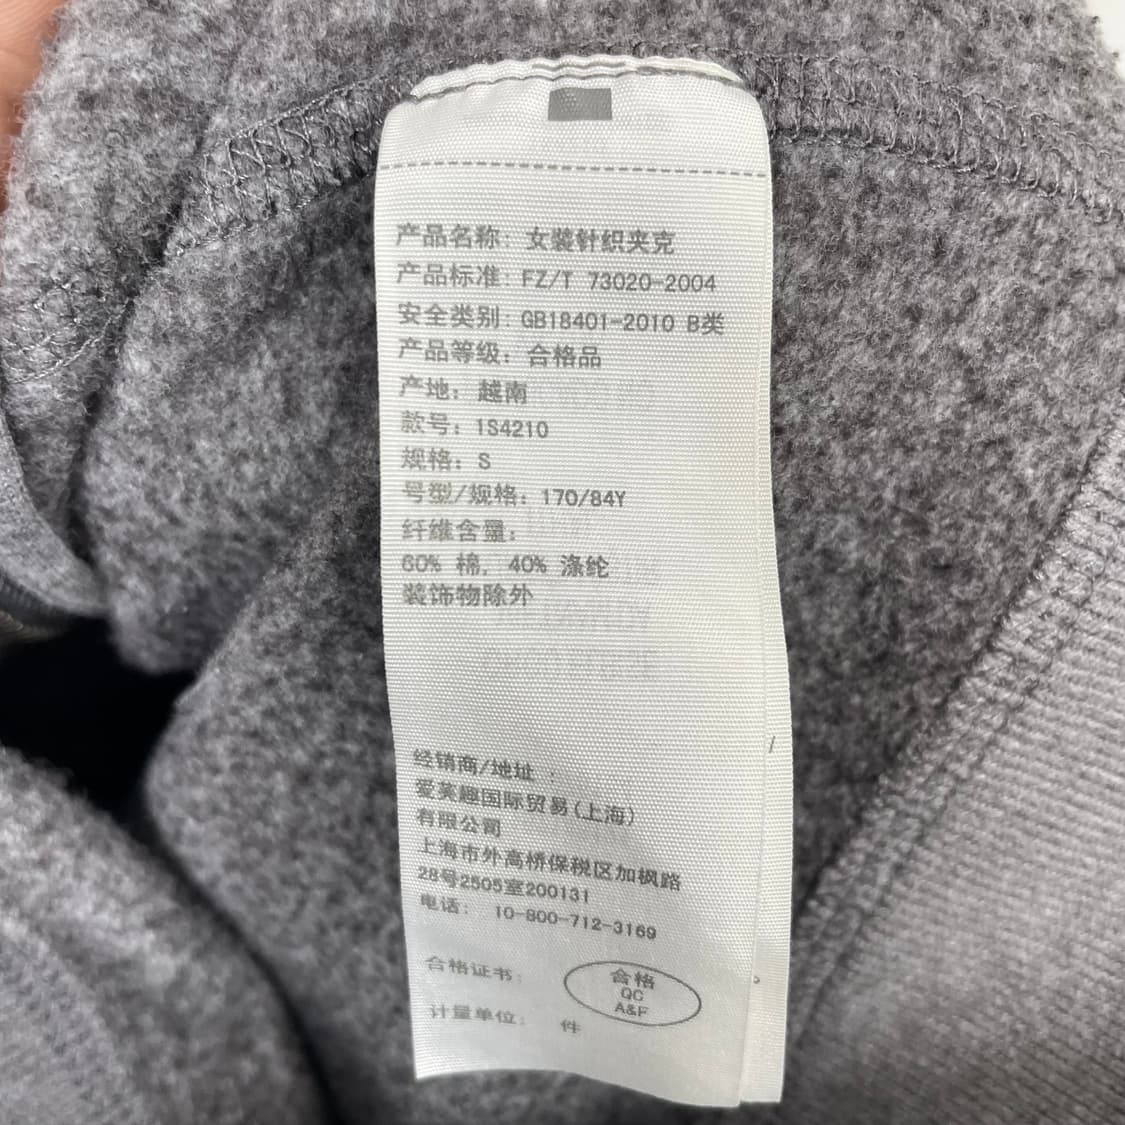 产品名称: 女装针织夹克
产品标准: FZ/T 73020-2004
安全类别: GB18401-2010 B类
产品等级: 合格品
产地: 越南
款号: 1S4210
规格: S
号型/规格: 170/84Y
纤维含量:
60% 棉, 40% 涤纶
装饰物除外
经销商/地址 :
爱芙趣国际贸易(上海)
有限公司
上海市外高桥保税区加枫路
28号2505室200131
电话: 10-800-712-3169
合格证书:
合格
QC
A&F
计量单位: 件